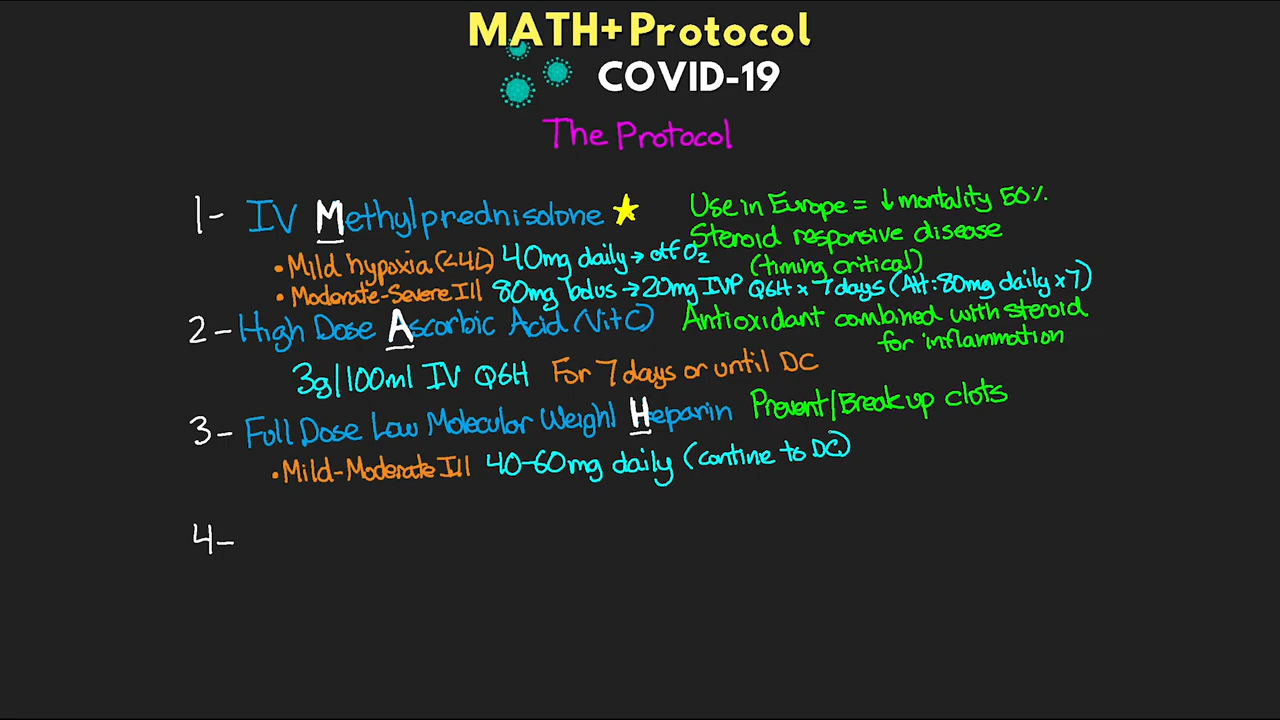 MATH+Protocol
COVID-19
The Protocol
1- IV Methylprednisolone Use in Europe = ↓ mortality 50%
Steroid responsive disease
(timing critical)
• Mild hypoxia (<4L) 40mg daily → off O2
• Moderate-Severe Ill 80mg bolus → 20mg IVP Q6H x 7 days (Alt: 80mg daily x 7)
2- High Dose Ascorbic Acid (Vit C) Antioxidant combined with steroid
for inflammation
3g/100ml IV Q6H For 7 days or until DC
3- Full Dose Low Molecular Weight Heparin Prevent/Break up clots
• Mild-Moderate Ill 40-60mg daily (contine to DC)
4-